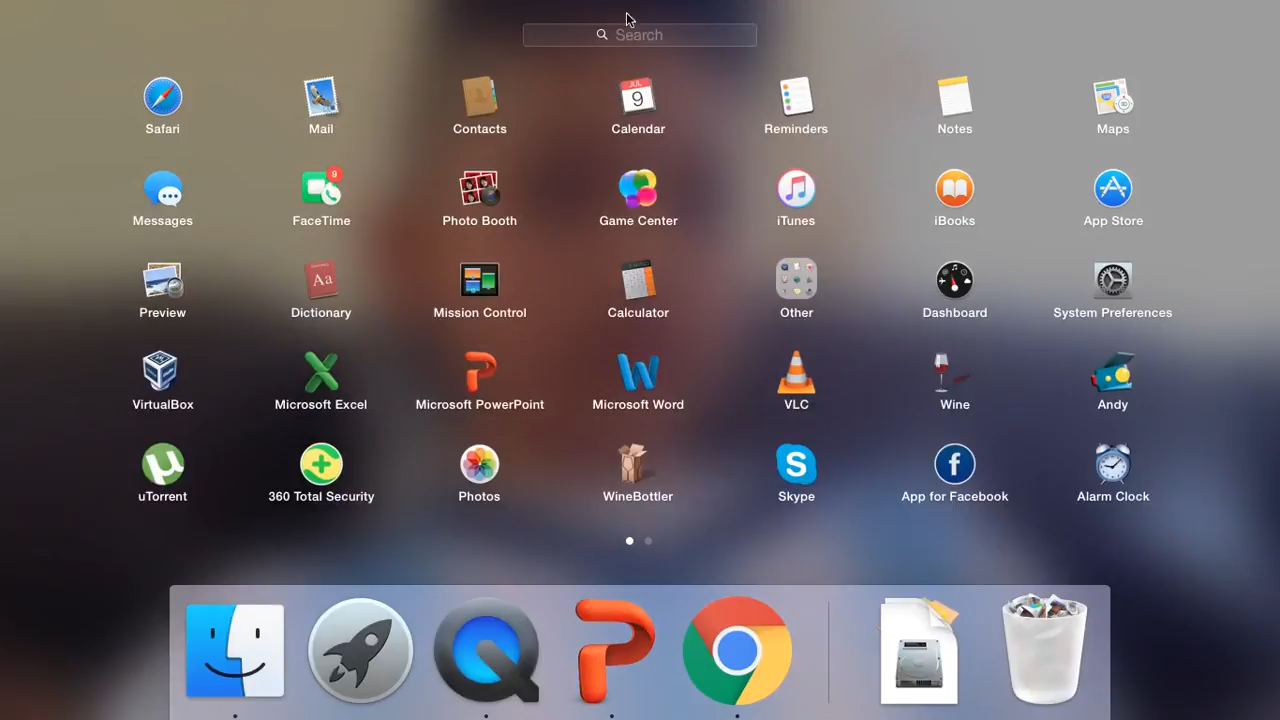 Search
Safari
Mail
Contacts
JUL
9
Calendar
Reminders
Notes
Maps
Messages
9
FaceTime
Photo Booth
Game Center
iTunes
iBooks
App Store
Preview
Aa
Dictionary
Mission Control
Calculator
Other
Dashboard
System Preferences
VirtualBox
Microsoft Excel
Microsoft PowerPoint
Microsoft Word
VLC
Wine
Andy
uTorrent
360 Total Security
Photos
WineBottler
Skype
App for Facebook
Alarm Clock